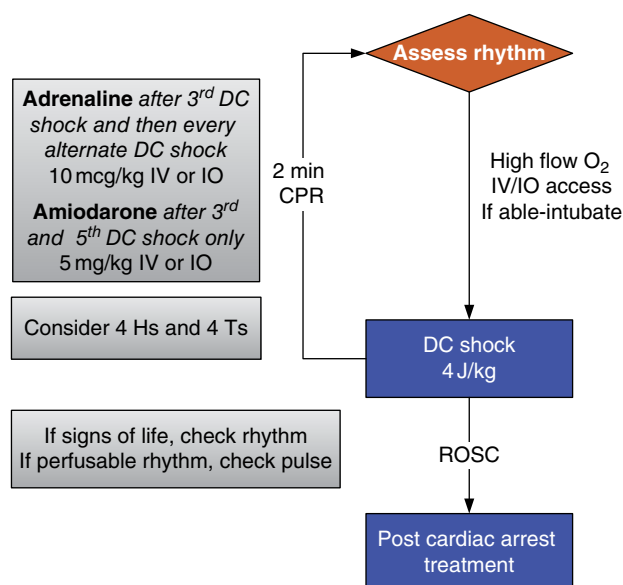 Assess rhythm
Adrenaline after 3rd DC
shock and then every
alternate DC shock
10 mcg/kg IV or IO
Amiodarone after 3rd
and 5th DC shock only
5 mg/kg IV or IO
2 min
CPR
High flow O₂
IV/IO access
If able-intubate
Consider 4 Hs and 4 Ts
DC shock
4 J/kg
If signs of life, check rhythm
If perfusable rhythm, check pulse
ROSC
Post cardiac arrest
treatment